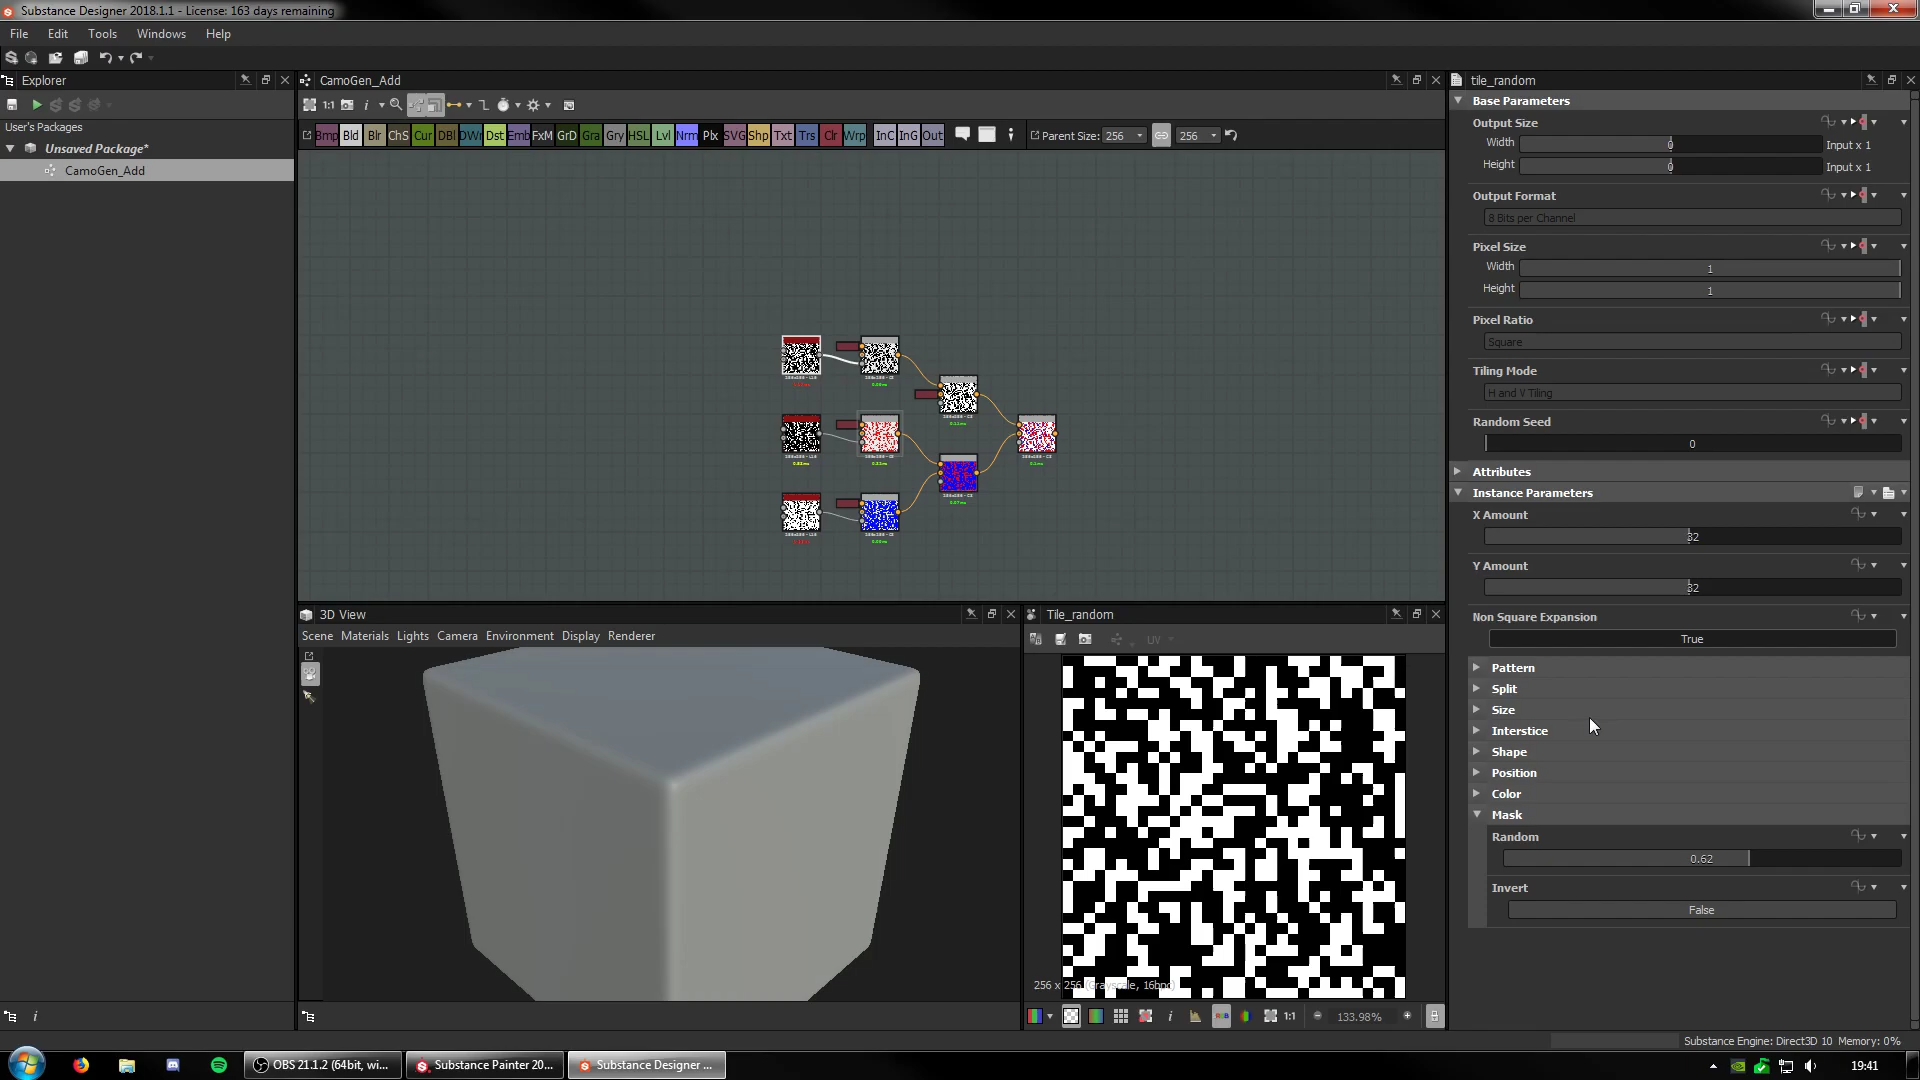 Substance Designer 2018.1.1 - License: 163 days remaining
File Edit Tools Windows Help
Explorer
User's Packages
Unsaved Package*
CamoGen_Add
CamoGen_Add
1:1
Bmp Bld Blr ChS Cur DBl DWr Dst Emb FxM GrD Gra Gry HSL Lvl Nrm Plx SVG Shp Txt Trs Clr Wrp InC InG Out
Parent Size: 256 256
3D View
Scene Materials Lights Camera Environment Display Renderer
Tile_random
UV
256 x 256 (Grayscale, 16bpc)
RGB
1:1
133.98%
tile_random
Base Parameters
Output Size
Width 0 Input x 1
Height 0 Input x 1
Output Format
8 Bits per Channel
Pixel Size
Width 1
Height 1
Pixel Ratio
Square
Tiling Mode
H and V Tiling
Random Seed
0
Attributes
Instance Parameters
X Amount
32
Y Amount
32
Non Square Expansion
True
Pattern
Split
Size
Interstice
Shape
Position
Color
Mask
Random
0.62
Invert
False
Substance Engine: Direct3D 10 Memory: 0%
OBS 21.1.2 (64bit, wi...
Substance Painter 20...
Substance Designer ...
19:41